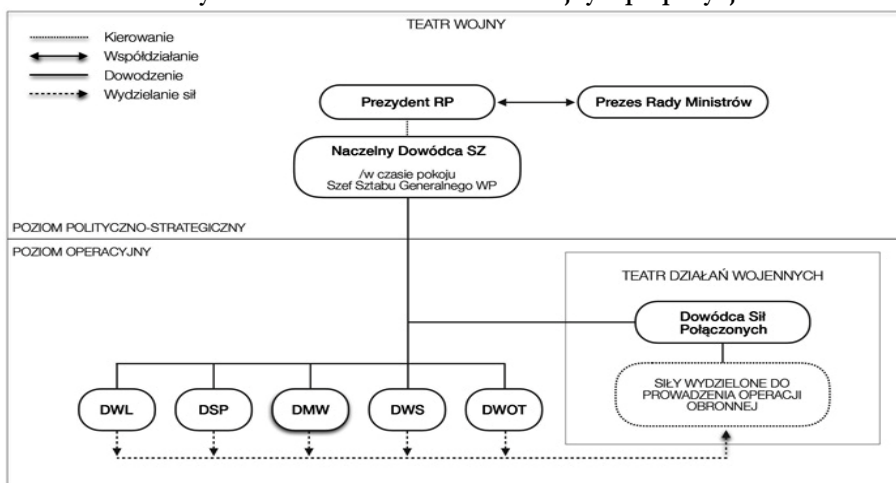 TEATR WOJNY
Kierowanie
Współdziałanie
Dowodzenie
Wydzielanie sił
Prezydent RP
Prezes Rady Ministrów
Naczelny Dowódca SZ
/w czasie pokoju
Szef Sztabu Generalnego WP
POZIOM POLITYCZNO-STRATEGICZNY
POZIOM OPERACYJNY
TEATR DZIAŁAŃ WOJENNYCH
Dowódca Sił
Połączonych
SIŁY WYDZIELONE DO
PROWADZENIA OPERACJI
OBRONNEJ
DWL
DSP
DMW
DWS
DWOT